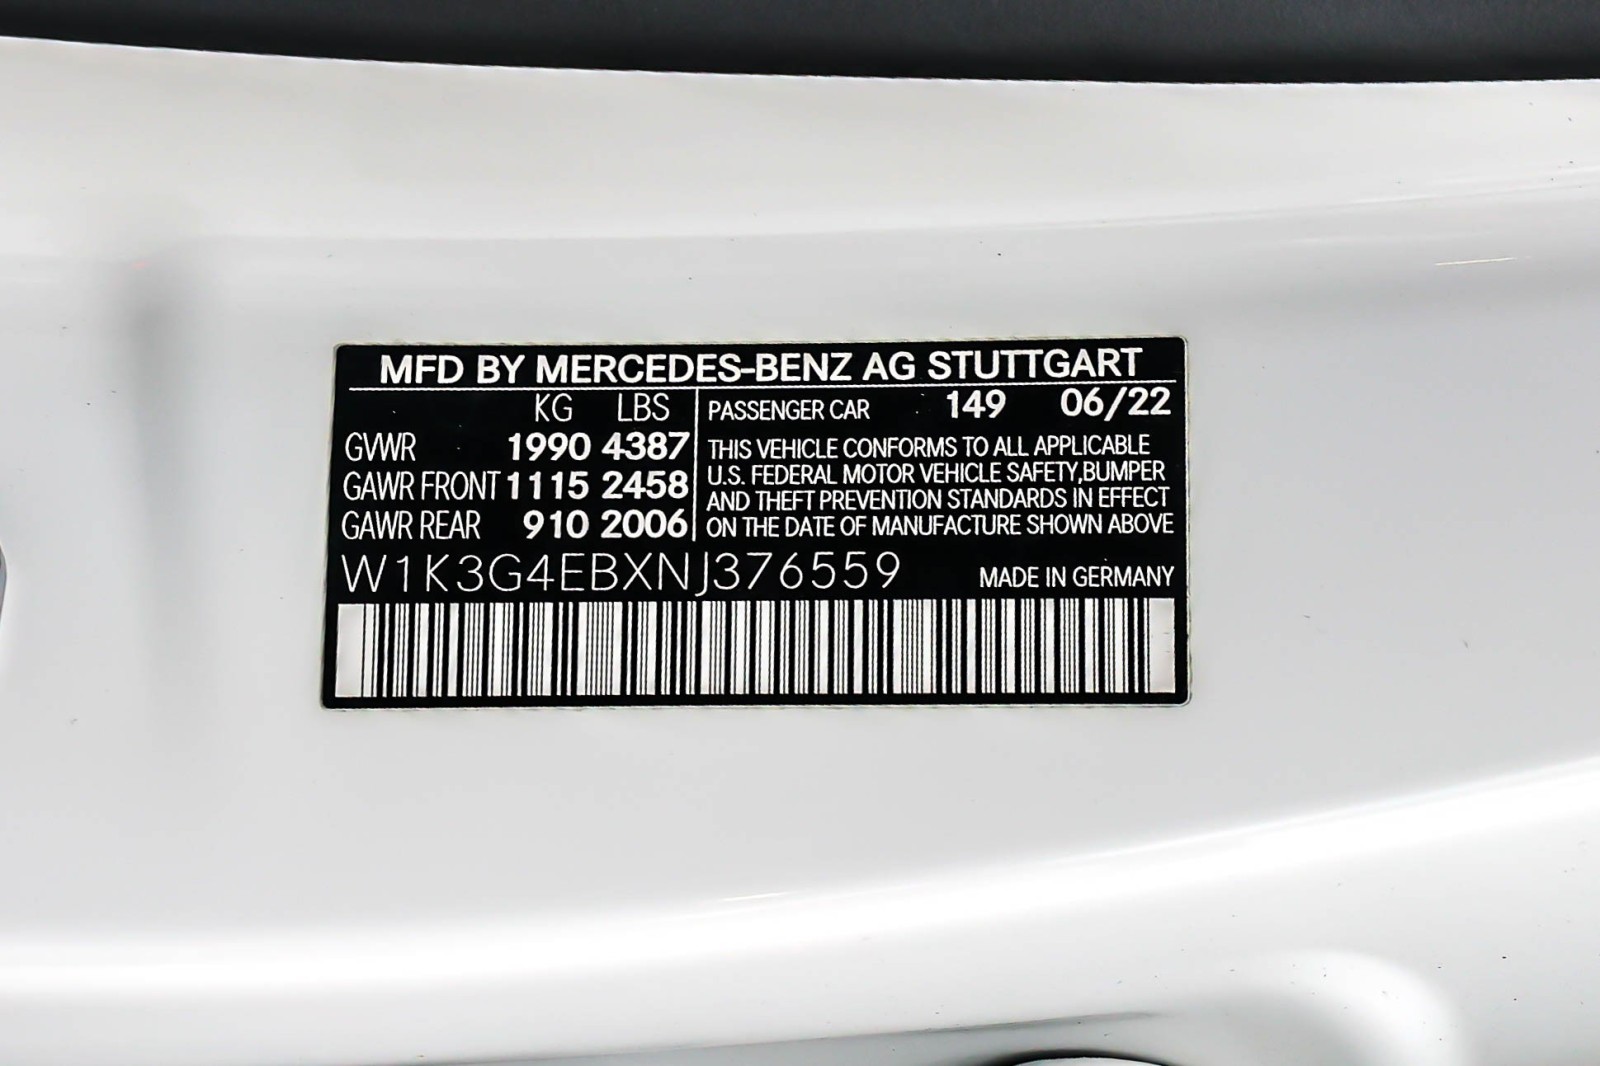 MFD BY MERCEDES-BENZ AG STUTTGART
KG LBS
GVWR 1990 4387
GAWR FRONT 1115 2458
GAWR REAR 910 2006
PASSENGER CAR 149 06/22
THIS VEHICLE CONFORMS TO ALL APPLICABLE
U.S. FEDERAL MOTOR VEHICLE SAFETY,BUMPER
AND THEFT PREVENTION STANDARDS IN EFFECT
ON THE DATE OF MANUFACTURE SHOWN ABOVE
W1K3G4EBXNJ376559
MADE IN GERMANY